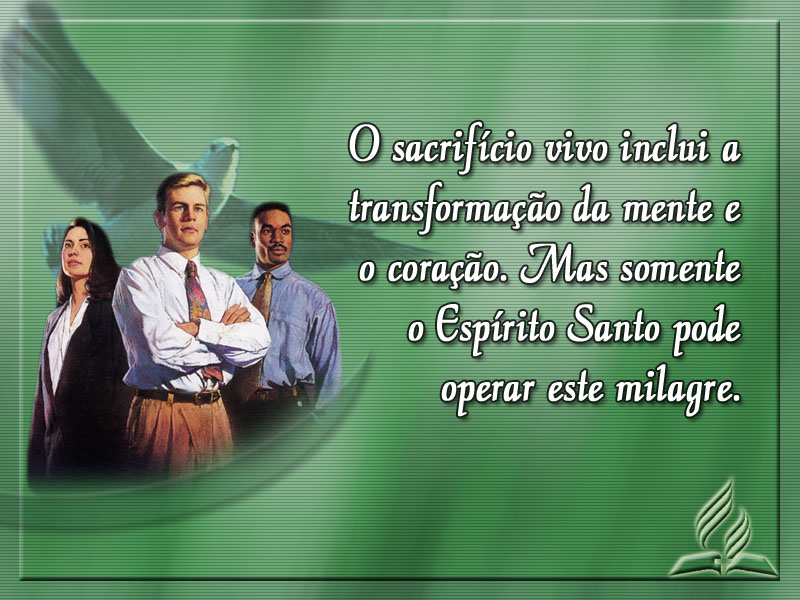 O sacrifício vivo inclui a
transformação da mente e
o coração. Mas somente
o Espírito Santo pode
operar este milagre.